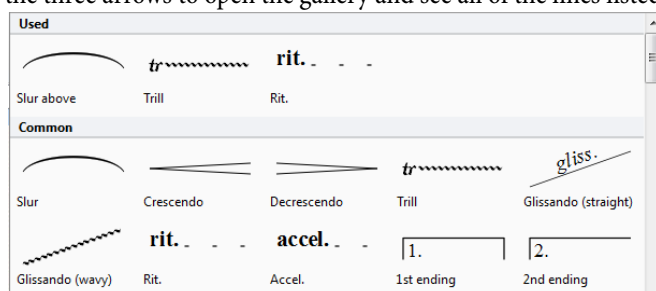 the three arrows to open the gallery and see all of the lines listed
Used
tr rit.
Slur above Trill Rit.
Common
tr gliss.
Slur Crescendo Decrescendo Trill Glissando (straight)
rit. accel. 1. 2.
Glissando (wavy) Rit. Accel. 1st ending 2nd ending